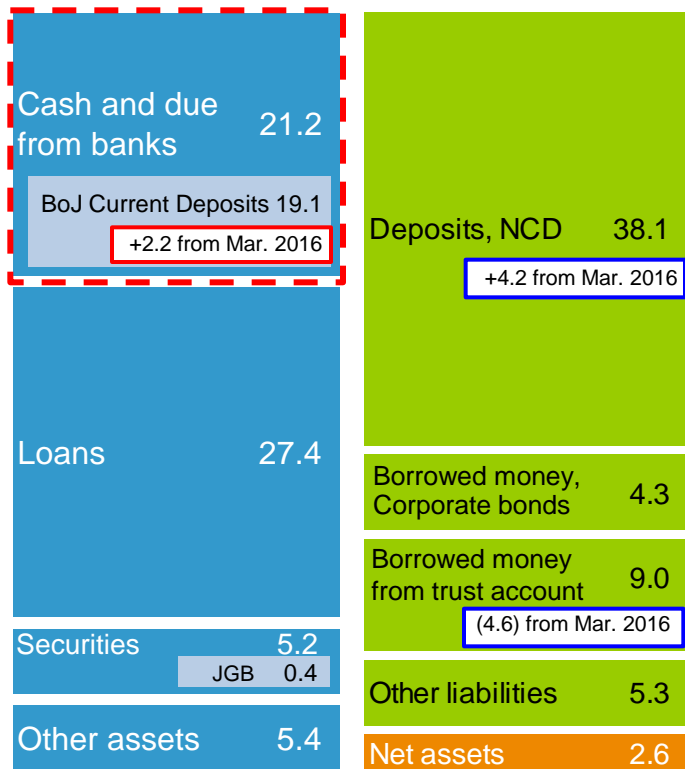 Cash and due
from banks 21.2
BoJ Current Deposits 19.1
+2.2 from Mar. 2016
Loans 27.4
Securities 5.2
JGB 0.4
Other assets 5.4
Deposits, NCD 38.1
+4.2 from Mar. 2016
Borrowed money,
Corporate bonds 4.3
Borrowed money
from trust account 9.0
(4.6) from Mar. 2016
Other liabilities 5.3
Net assets 2.6